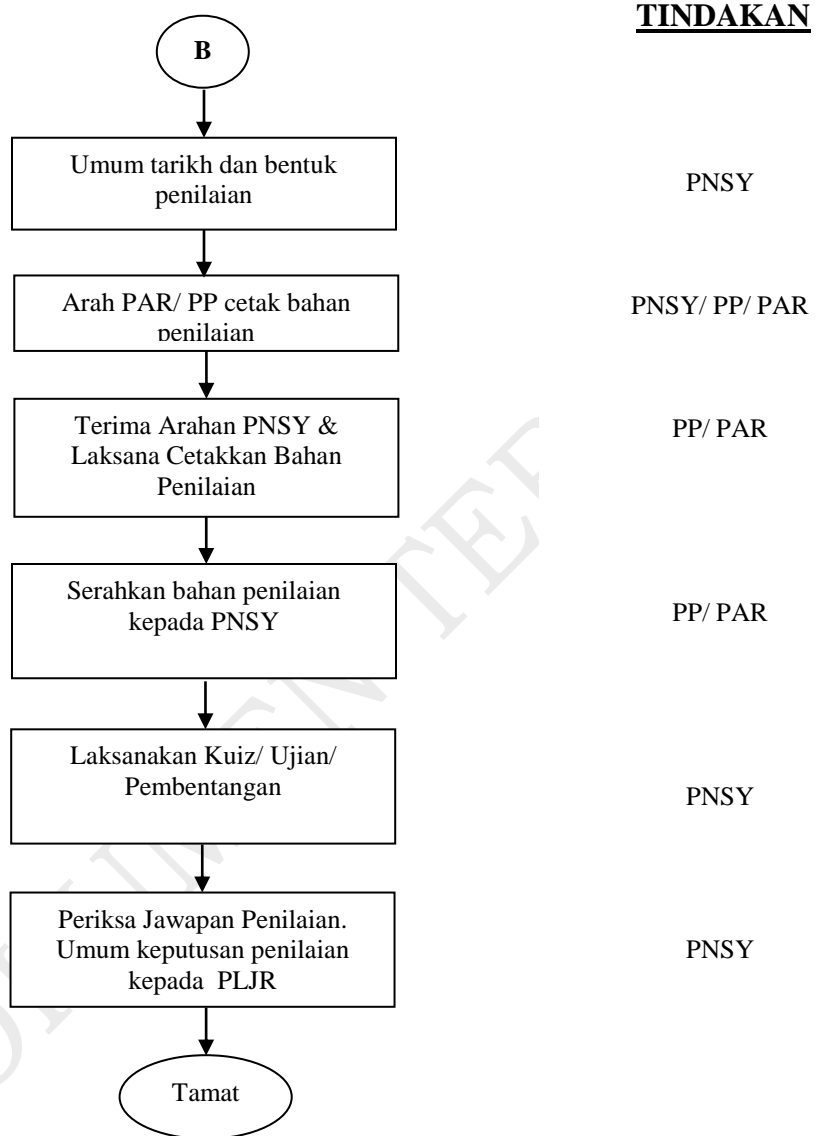 TINDAKAN
B
Umum tarikh dan bentuk
penilaian
PNSY
Arah PAR/ PP cetak bahan
penilaian
PNSY/ PP/ PAR
Terima Arahan PNSY &
Laksana Cetakkan Bahan
Penilaian
PP/ PAR
Serahkan bahan penilaian
kepada PNSY
PP/ PAR
Laksanakan Kuiz/ Ujian/
Pembentangan
PNSY
Periksa Jawapan Penilaian.
Umum keputusan penilaian
kepada PLJR
PNSY
Tamat